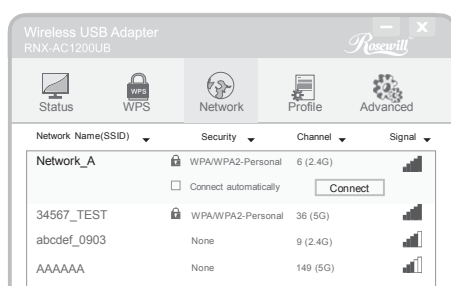 Wireless USB Adapter
RNX-AC1200UB
Rosewill
WPS
Status WPS Network Profile Advanced
Network Name(SSID) Security Channel Signal
Network_A WPA/WPA2-Personal 6 (2.4G)
Connect automatically Connect
34567_TEST WPA/WPA2-Personal 36 (5G)
abcdef_0903 None 9 (2.4G)
AAAAAA None 149 (5G)